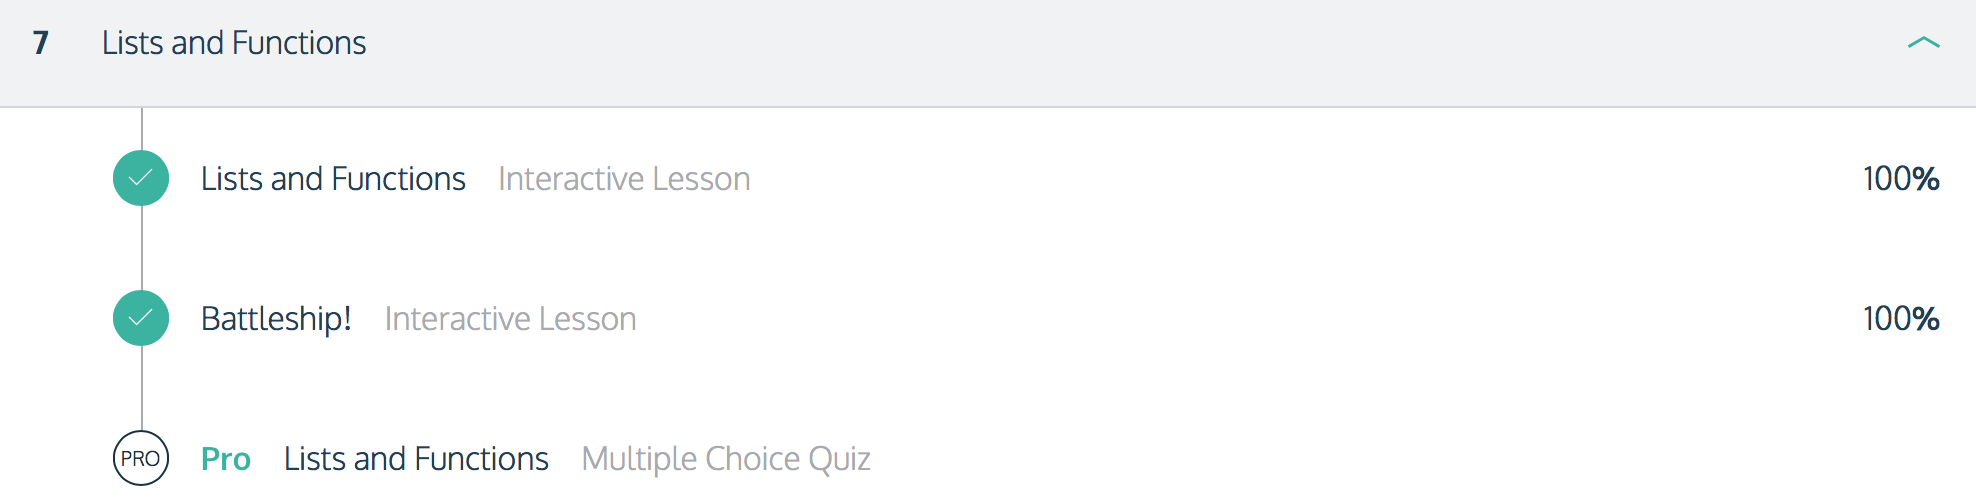 7 Lists and Functions
Lists and Functions Interactive Lesson 100%
Battleship! Interactive Lesson 100%
PRO Pro Lists and Functions Multiple Choice Quiz